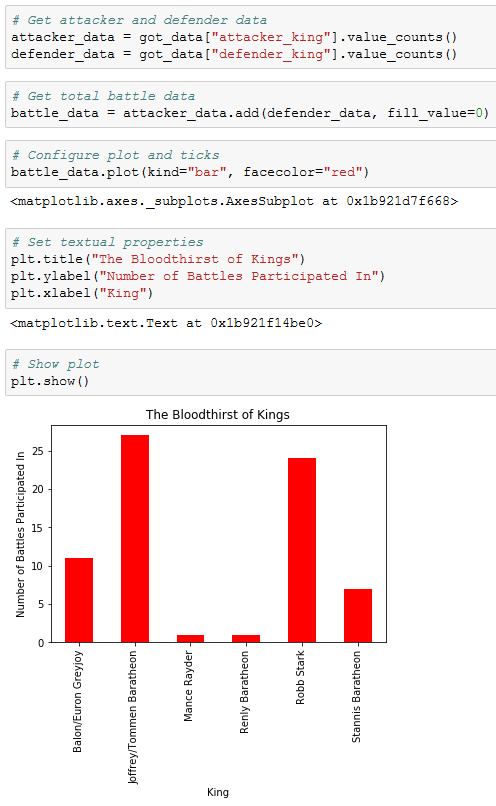 # Get attacker and defender data
attacker_data = got_data["attacker_king"].value_counts()
defender_data = got_data["defender_king"].value_counts()
# Get total battle data
battle_data = attacker_data.add(defender_data, fill_value=0)
# Configure plot and ticks
battle_data.plot(kind="bar", facecolor="red")
<matplotlib.axes._subplots.AxesSubplot at 0x1b921d7f668>
# Set textual properties
plt.title("The Bloodthirst of Kings")
plt.ylabel("Number of Battles Participated In")
plt.xlabel("King")
<matplotlib.text.Text at 0x1b921f14be0>
# Show plot
plt.show()
The Bloodthirst of Kings
Number of Battles Participated In
25
20
15
10
5
0
Balon/Euron Greyjoy
Joffrey/Tommen Baratheon
Mance Rayder
Renly Baratheon
Robb Stark
Stannis Baratheon
King